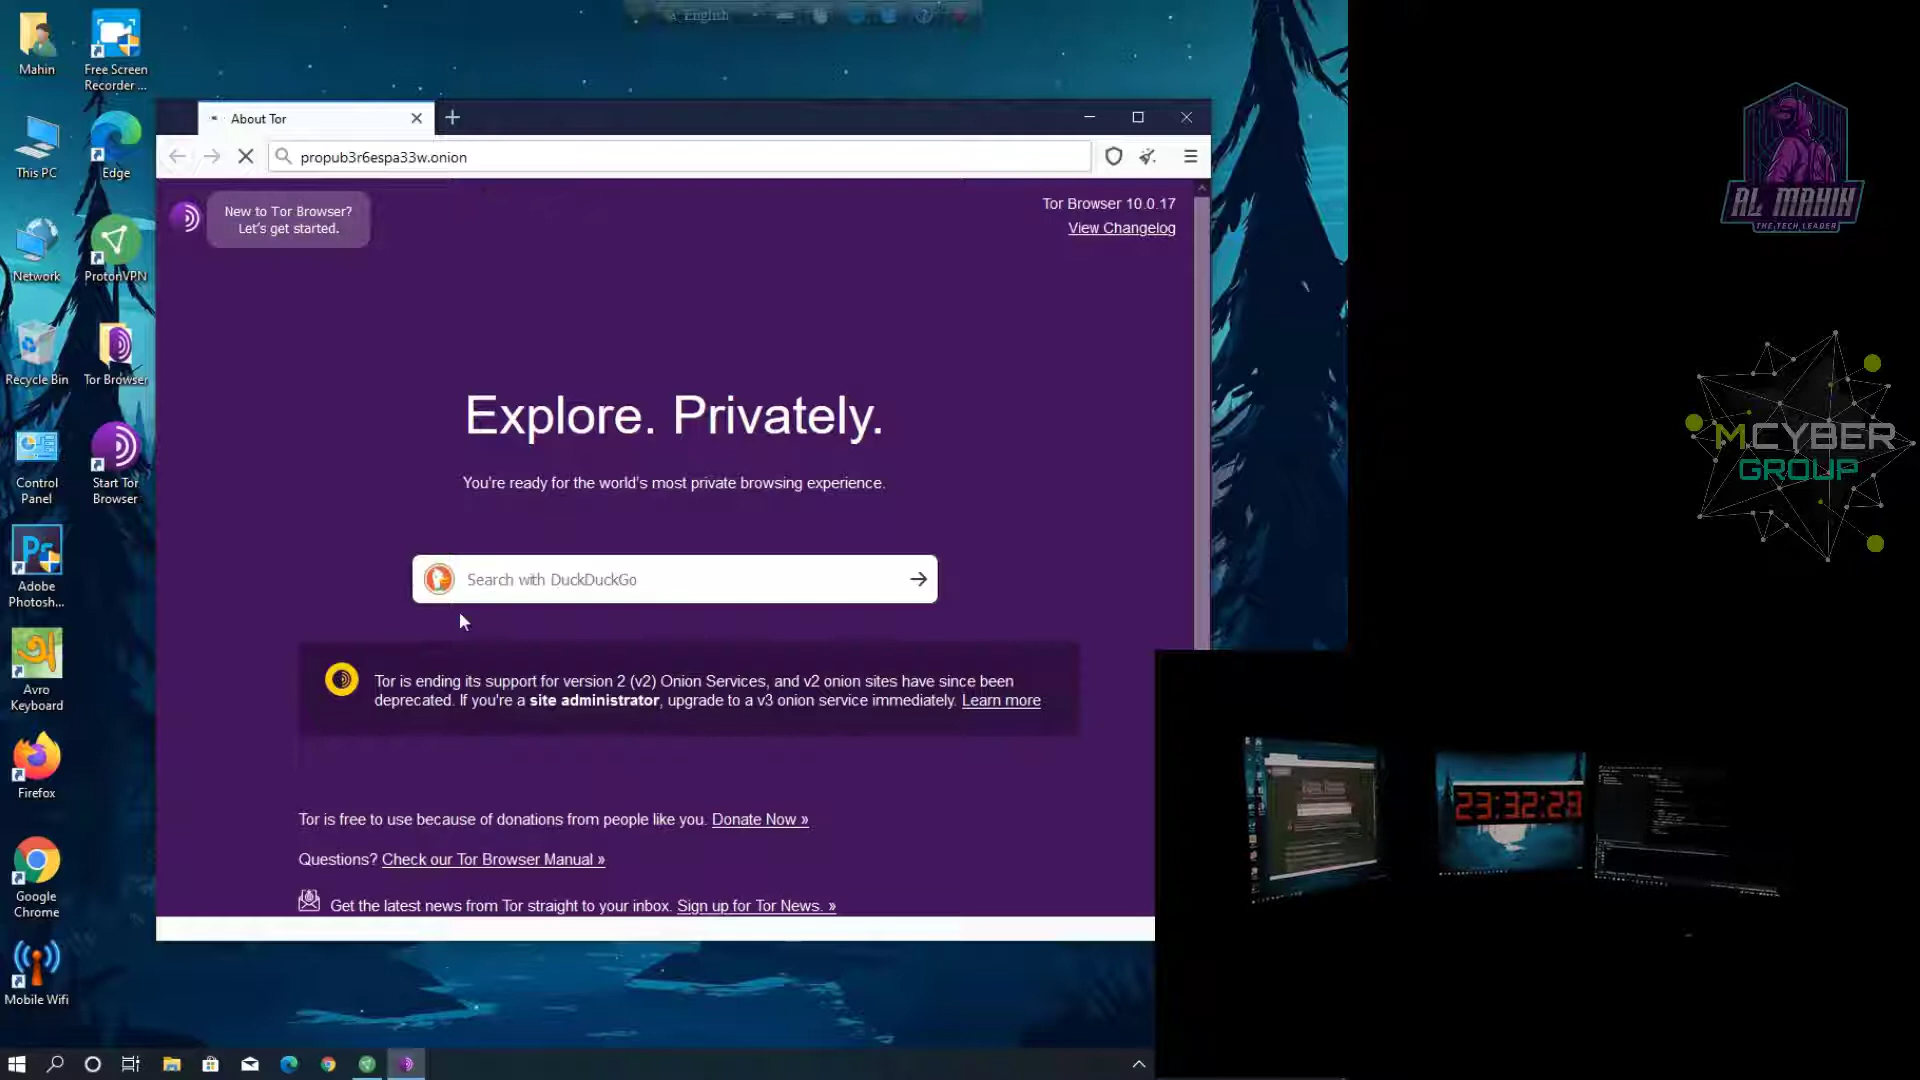 English
Mahin
Free Screen
Recorder ...
This PC
Edge
Network
ProtonVPN
Recycle Bin
Tor Browser
Control
Panel
Start Tor
Browser
Ps
Adobe
Photosh...
অ
Avro
Keyboard
Firefox
Google
Chrome
Mobile Wifi
About Tor
propub3r6espa33w.onion
New to Tor Browser?
Let's get started.
Tor Browser 10.0.17
View Changelog
Explore. Privately.
You're ready for the world's most private browsing experience.
Search with DuckDuckGo
Tor is ending its support for version 2 (v2) Onion Services, and v2 onion sites have since been
deprecated. If you're a site administrator, upgrade to a v3 onion service immediately. Learn more
Tor is free to use because of donations from people like you. Donate Now »
Questions? Check our Tor Browser Manual »
Get the latest news from Tor straight to your inbox. Sign up for Tor News. »
AL MAHIN
THE TECH LEADER
MCYBER
GROUP
23:32:23